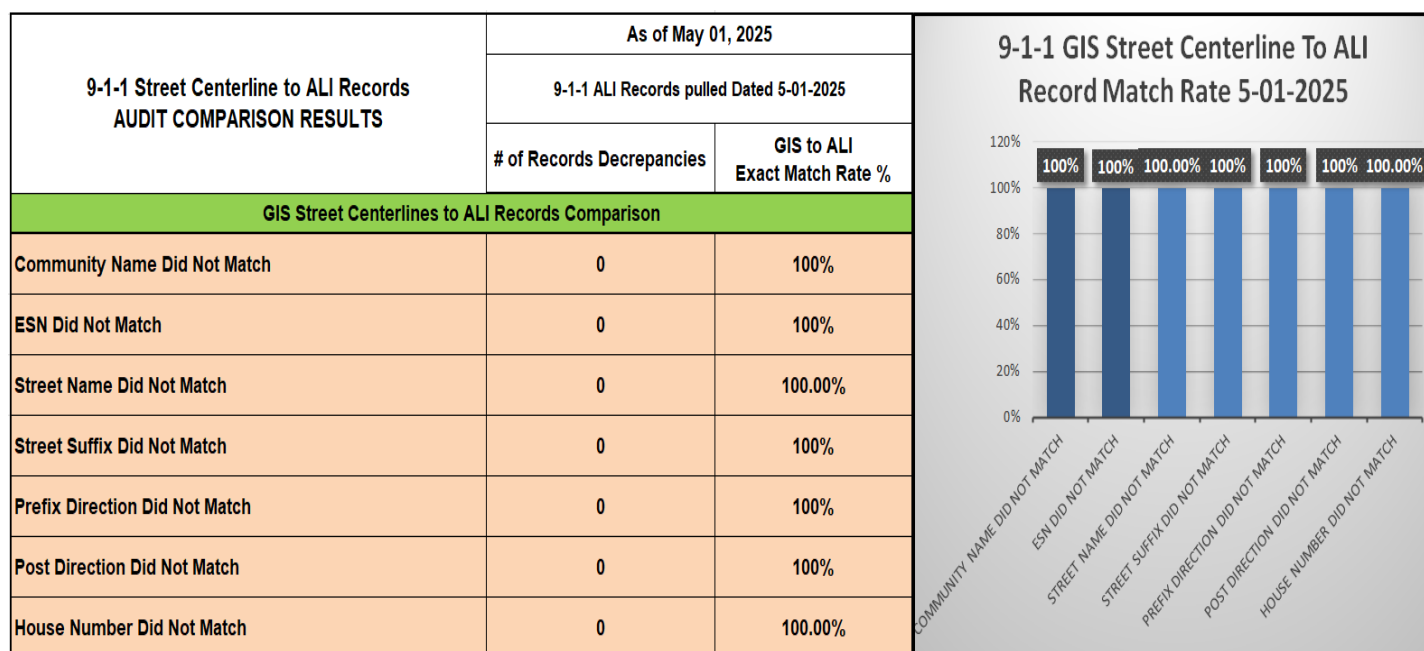 9-1-1 Street Centerline to ALI Records
AUDIT COMPARISON RESULTS
As of May 01, 2025
9-1-1 ALI Records pulled Dated 5-01-2025
# of Records Decrepancies
GIS to ALI
Exact Match Rate %
GIS Street Centerlines to ALI Records Comparison
Community Name Did Not Match 0 100%
ESN Did Not Match 0 100%
Street Name Did Not Match 0 100.00%
Street Suffix Did Not Match 0 100%
Prefix Direction Did Not Match 0 100%
Post Direction Did Not Match 0 100%
House Number Did Not Match 0 100.00%
9-1-1 GIS Street Centerline To ALI
Record Match Rate 5-01-2025
120%
100%
80%
60%
40%
20%
0%
100% 100% 100.00% 100% 100% 100% 100.00%
COMMUNITY NAME DID NOT MATCH
ESN DID NOT MATCH
STREET NAME DID NOT MATCH
STREET SUFFIX DID NOT MATCH
PREFIX DIRECTION DID NOT MATCH
POST DIRECTION DID NOT MATCH
HOUSE NUMBER DID NOT MATCH